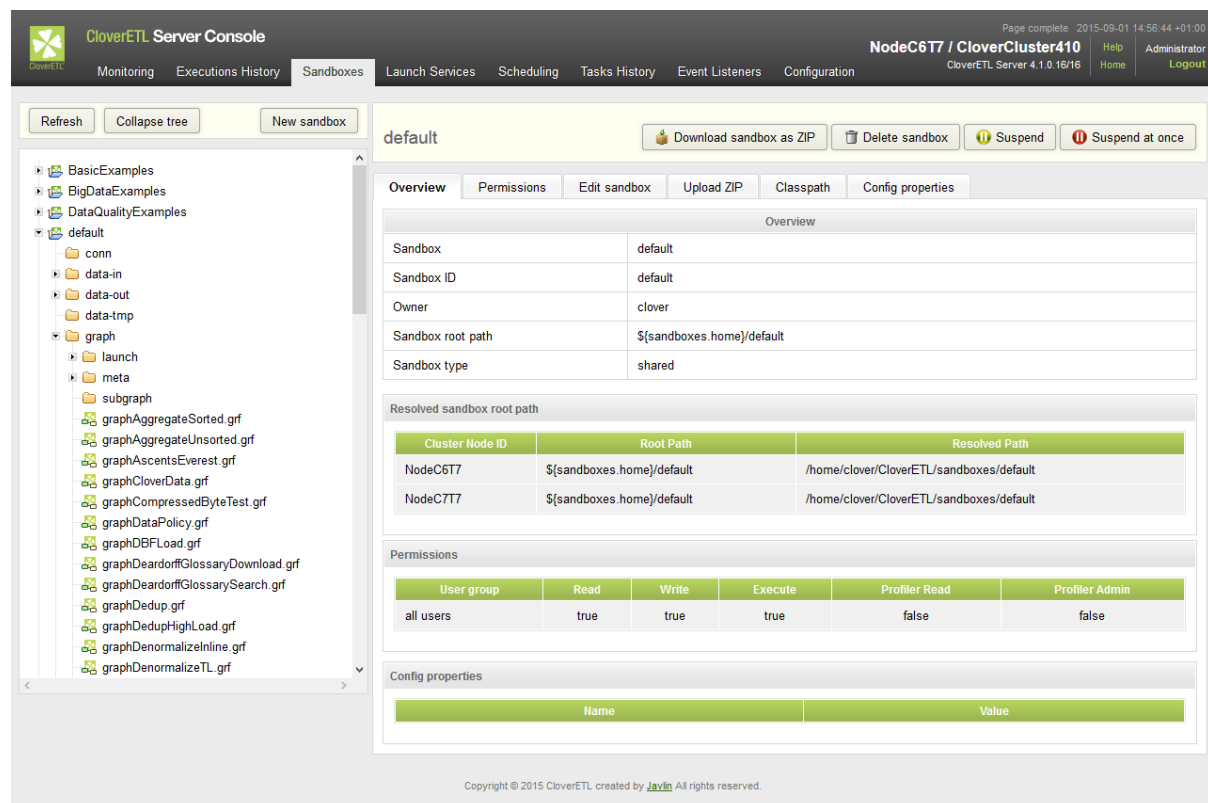 Page complete 2015-09-01 14:56:44 +01:00
CloverETL Server Console
NodeC6T7 / CloverCluster410 Help Administrator
CloverETL Server 4.1.0.16/16 Home Logout
CloverETL
Monitoring Executions History Sandboxes Launch Services Scheduling Tasks History Event Listeners Configuration
Refresh Collapse tree New sandbox
BasicExamples
BigDataExamples
DataQualityExamples
default
conn
data-in
data-out
data-tmp
graph
launch
meta
subgraph
graphAggregateSorted.grf
graphAggregateUnsorted.grf
graphAscentsEverest.grf
graphCloverData.grf
graphCompressedByteTest.grf
graphDataPolicy.grf
graphDBFLoad.grf
graphDeardorffGlossaryDownload.grf
graphDeardorffGlossarySearch.grf
graphDedup.grf
graphDedupHighLoad.grf
graphDenormalizeInline.grf
graphDenormalizeTL.grf
default Download sandbox as ZIP Delete sandbox Suspend Suspend at once
Overview Permissions Edit sandbox Upload ZIP Classpath Config properties
Overview
Sandbox default
Sandbox ID default
Owner clover
Sandbox root path ${sandboxes.home}/default
Sandbox type shared
Resolved sandbox root path
Cluster Node ID Root Path Resolved Path
NodeC6T7 ${sandboxes.home}/default /home/clover/CloverETL/sandboxes/default
NodeC7T7 ${sandboxes.home}/default /home/clover/CloverETL/sandboxes/default
Permissions
User group Read Write Execute Profiler Read Profiler Admin
all users true true true false false
Config properties
Name Value
Copyright © 2015 CloverETL created by Javlin All rights reserved.